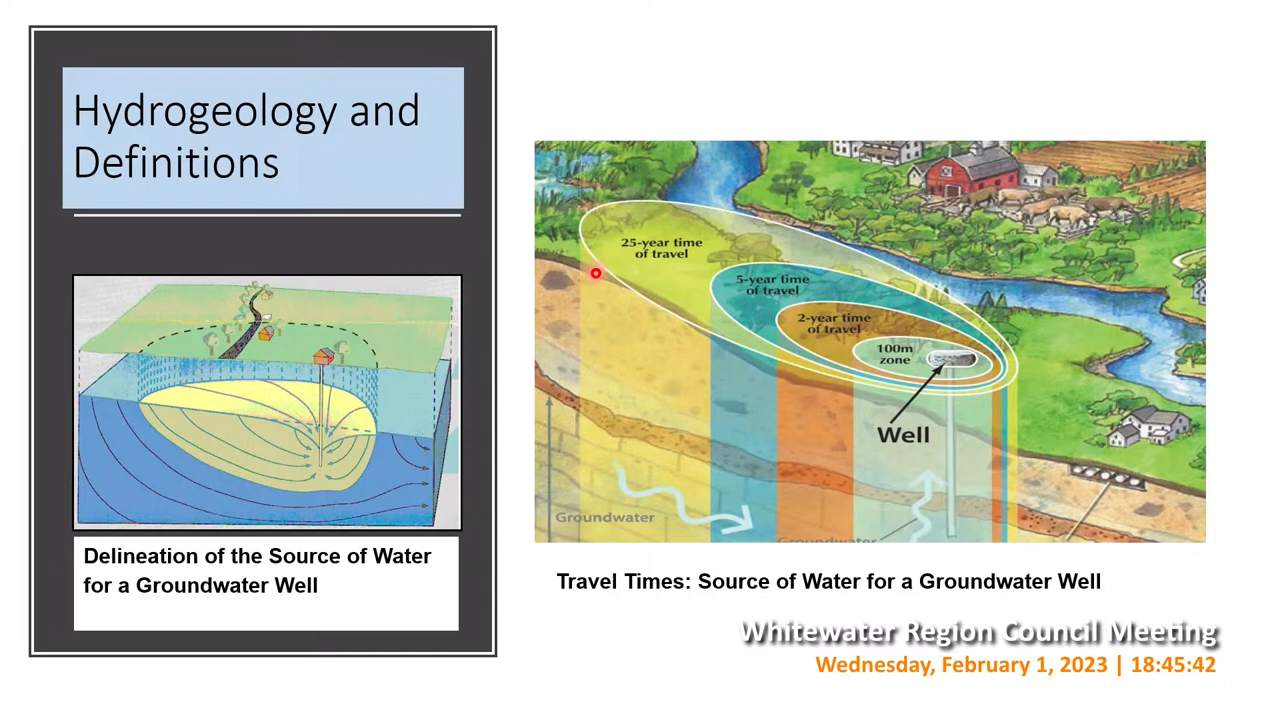 Hydrogeology and
Definitions
Delineation of the Source of Water
for a Groundwater Well
25-year time
of travel
5-year time
of travel
2-year time
of travel
100m
zone
Well
Groundwater
Groundwater
Travel Times: Source of Water for a Groundwater Well
Whitewater Region Council Meeting
Wednesday, February 1, 2023 | 18:45:42